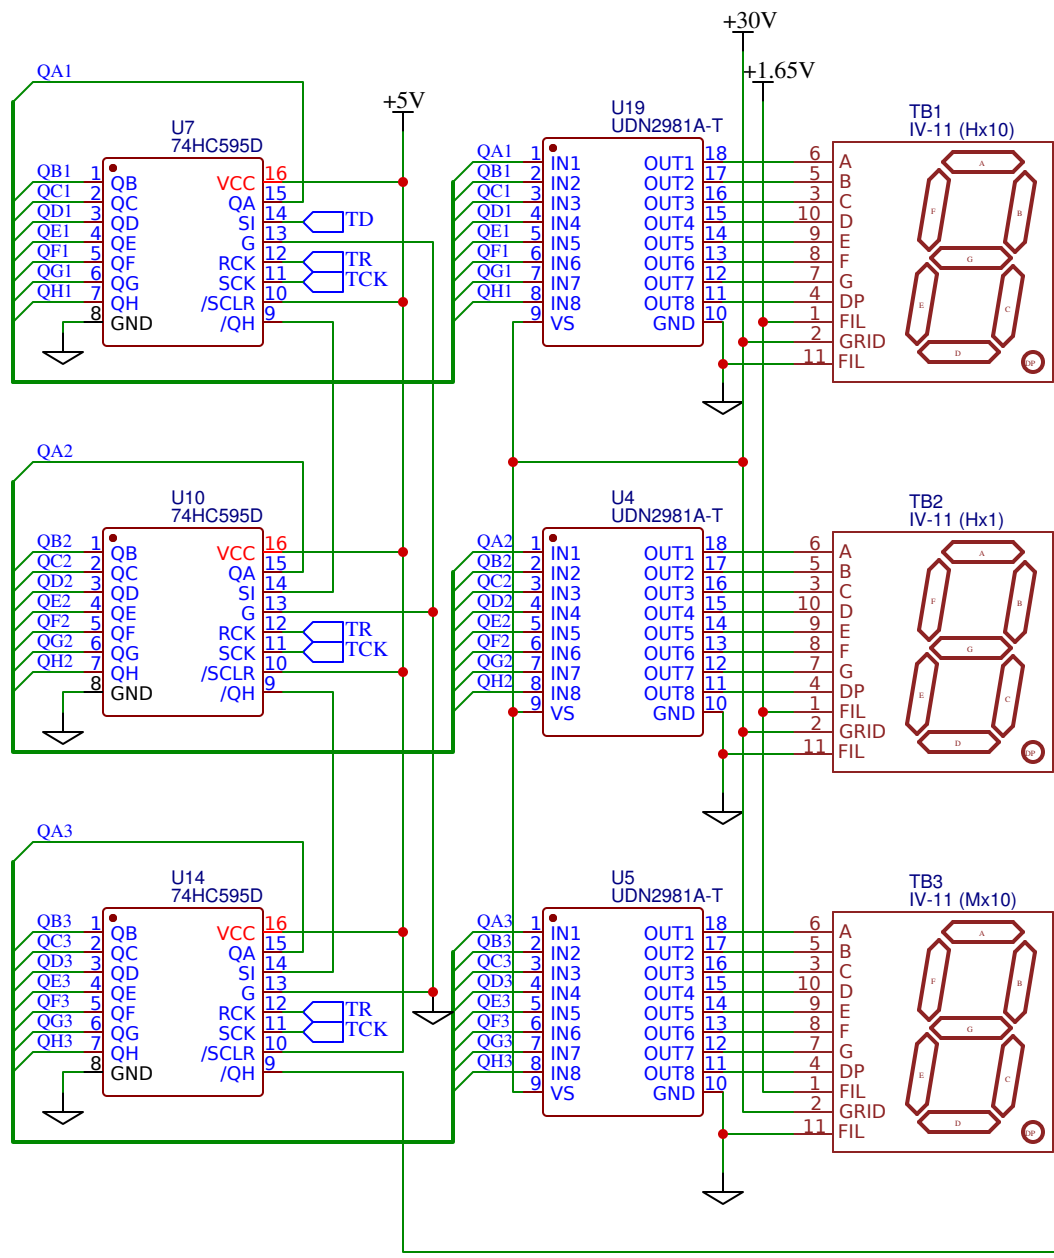 +30V
+1.65V
+5V
QA1
U7
74HC595D
QB1 1 QB VCC 16
QC1 2 QC QA 15
QD1 3 QD SI 14 TD
QE1 4 QE G 13
QF1 5 QF RCK 12 TR
QG1 6 QG SCK 11 TCK
QH1 7 QH /SCLR 10
8 GND /QH 9
U19
UDN2981A-T
QA1 1 IN1 OUT1 18
QB1 2 IN2 OUT2 17
QC1 3 IN3 OUT3 16
QD1 4 IN4 OUT4 15
QE1 5 IN5 OUT5 14
QF1 6 IN6 OUT6 13
QG1 7 IN7 OUT7 12
QH1 8 IN8 OUT8 11
9 VS GND 10
TB1
IV-11 (Hx10)
6 A
5 B
3 C
10 D
9 E
8 F
7 G
4 DP
1 FIL
2 GRID
11 FIL
A
F B
G
E C
D DP
QA2
U10
74HC595D
QB2 1 QB VCC 16
QC2 2 QC QA 15
QD2 3 QD SI 14
QE2 4 QE G 13
QF2 5 QF RCK 12 TR
QG2 6 QG SCK 11 TCK
QH2 7 QH /SCLR 10
8 GND /QH 9
U4
UDN2981A-T
QA2 1 IN1 OUT1 18
QB2 2 IN2 OUT2 17
QC2 3 IN3 OUT3 16
QD2 4 IN4 OUT4 15
QE2 5 IN5 OUT5 14
QF2 6 IN6 OUT6 13
QG2 7 IN7 OUT7 12
QH2 8 IN8 OUT8 11
9 VS GND 10
TB2
IV-11 (Hx1)
6 A
5 B
3 C
10 D
9 E
8 F
7 G
4 DP
1 FIL
2 GRID
11 FIL
A
F B
G
E C
D DP
QA3
U14
74HC595D
QB3 1 QB VCC 16
QC3 2 QC QA 15
QD3 3 QD SI 14
QE3 4 QE G 13
QF3 5 QF RCK 12 TR
QG3 6 QG SCK 11 TCK
QH3 7 QH /SCLR 10
8 GND /QH 9
U5
UDN2981A-T
QA3 1 IN1 OUT1 18
QB3 2 IN2 OUT2 17
QC3 3 IN3 OUT3 16
QD3 4 IN4 OUT4 15
QE3 5 IN5 OUT5 14
QF3 6 IN6 OUT6 13
QG3 7 IN7 OUT7 12
QH3 8 IN8 OUT8 11
9 VS GND 10
TB3
IV-11 (Mx10)
6 A
5 B
3 C
10 D
9 E
8 F
7 G
4 DP
1 FIL
2 GRID
11 FIL
A
F B
G
E C
D DP